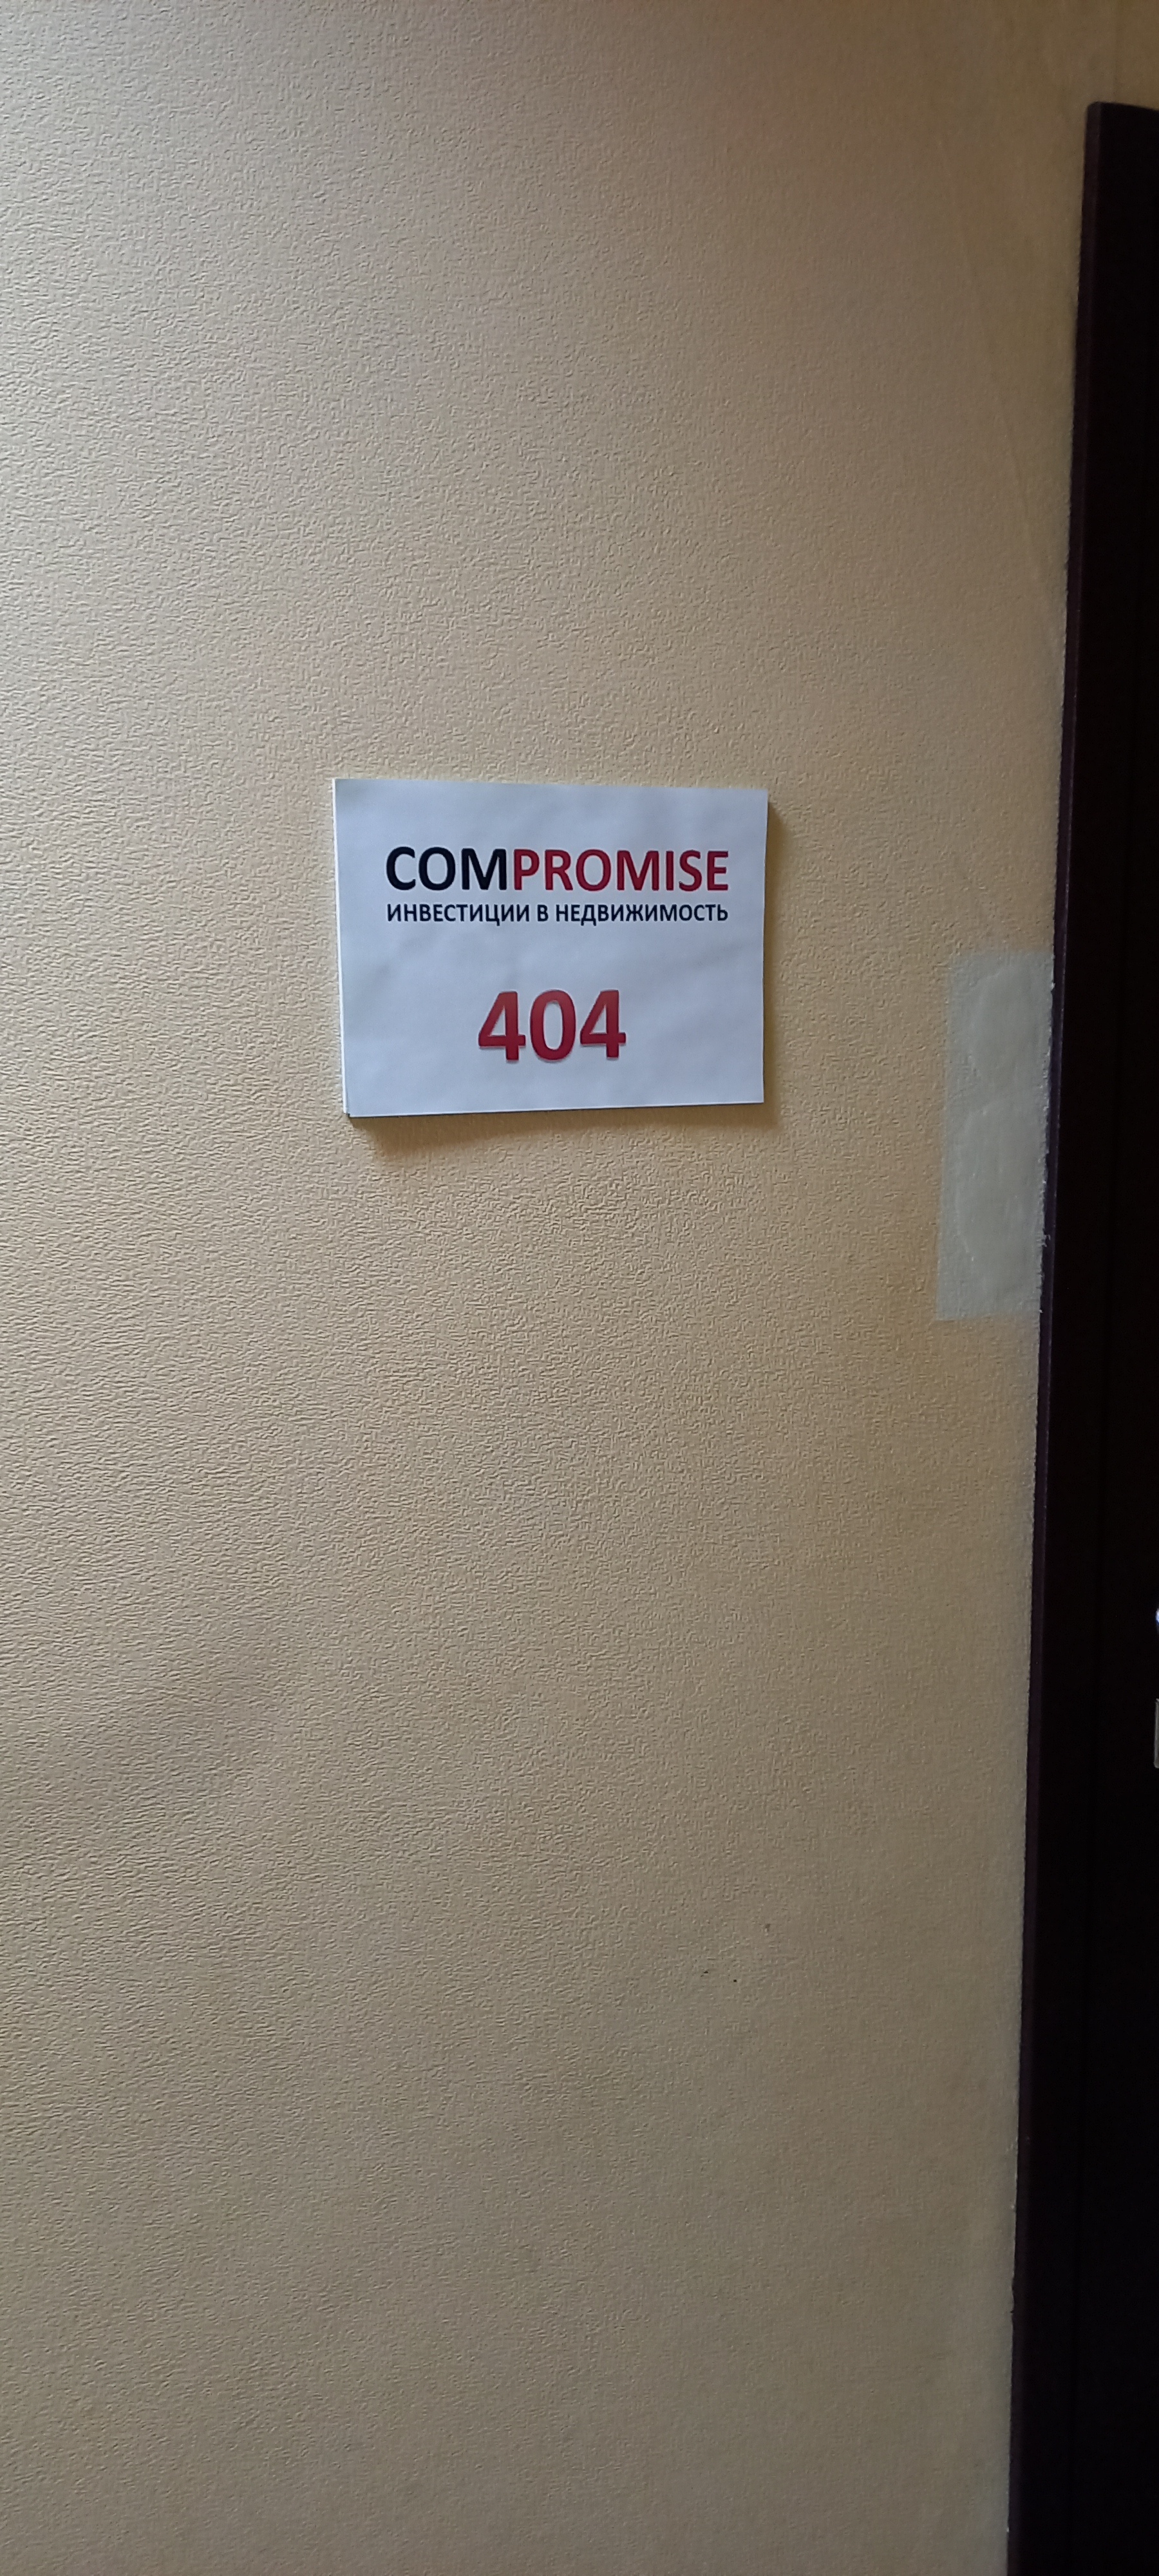 COMPROMISE
ИНВЕСТИЦИИ В НЕДВИЖИМОСТЬ
404